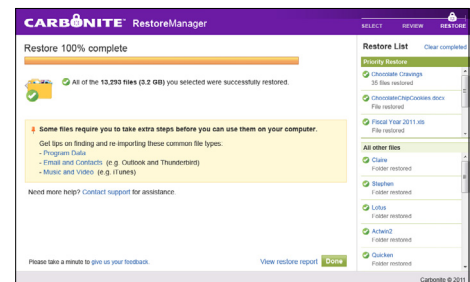 CARBONITE RestoreManager
SELECT REVIEW RESTORE
Restore 100% complete
All of the 13,293 files (3.2 GB) you selected were successfully restored.
Some files require you to take extra steps before you can use them on your computer.
Get tips on finding and re-importing these common file types:
- Program Data
- Email and Contacts (e.g. Outlook and Thunderbird)
- Music and Video (e.g. iTunes)
Need more help? Contact support for assistance.
Please take a minute to give us your feedback.
View restore report Done
Restore List Clear completed
Priority Restore
Chocolate Cravings
35 files restored
ChocolateChipCookies.docx
File restored
Fiscal Year 2011.xls
File restored
All other files
Claire
Folder restored
Stephen
Folder restored
Lotus
Folder restored
Actwin2
Folder restored
Quicken
Folder restored
Carbonite © 2011